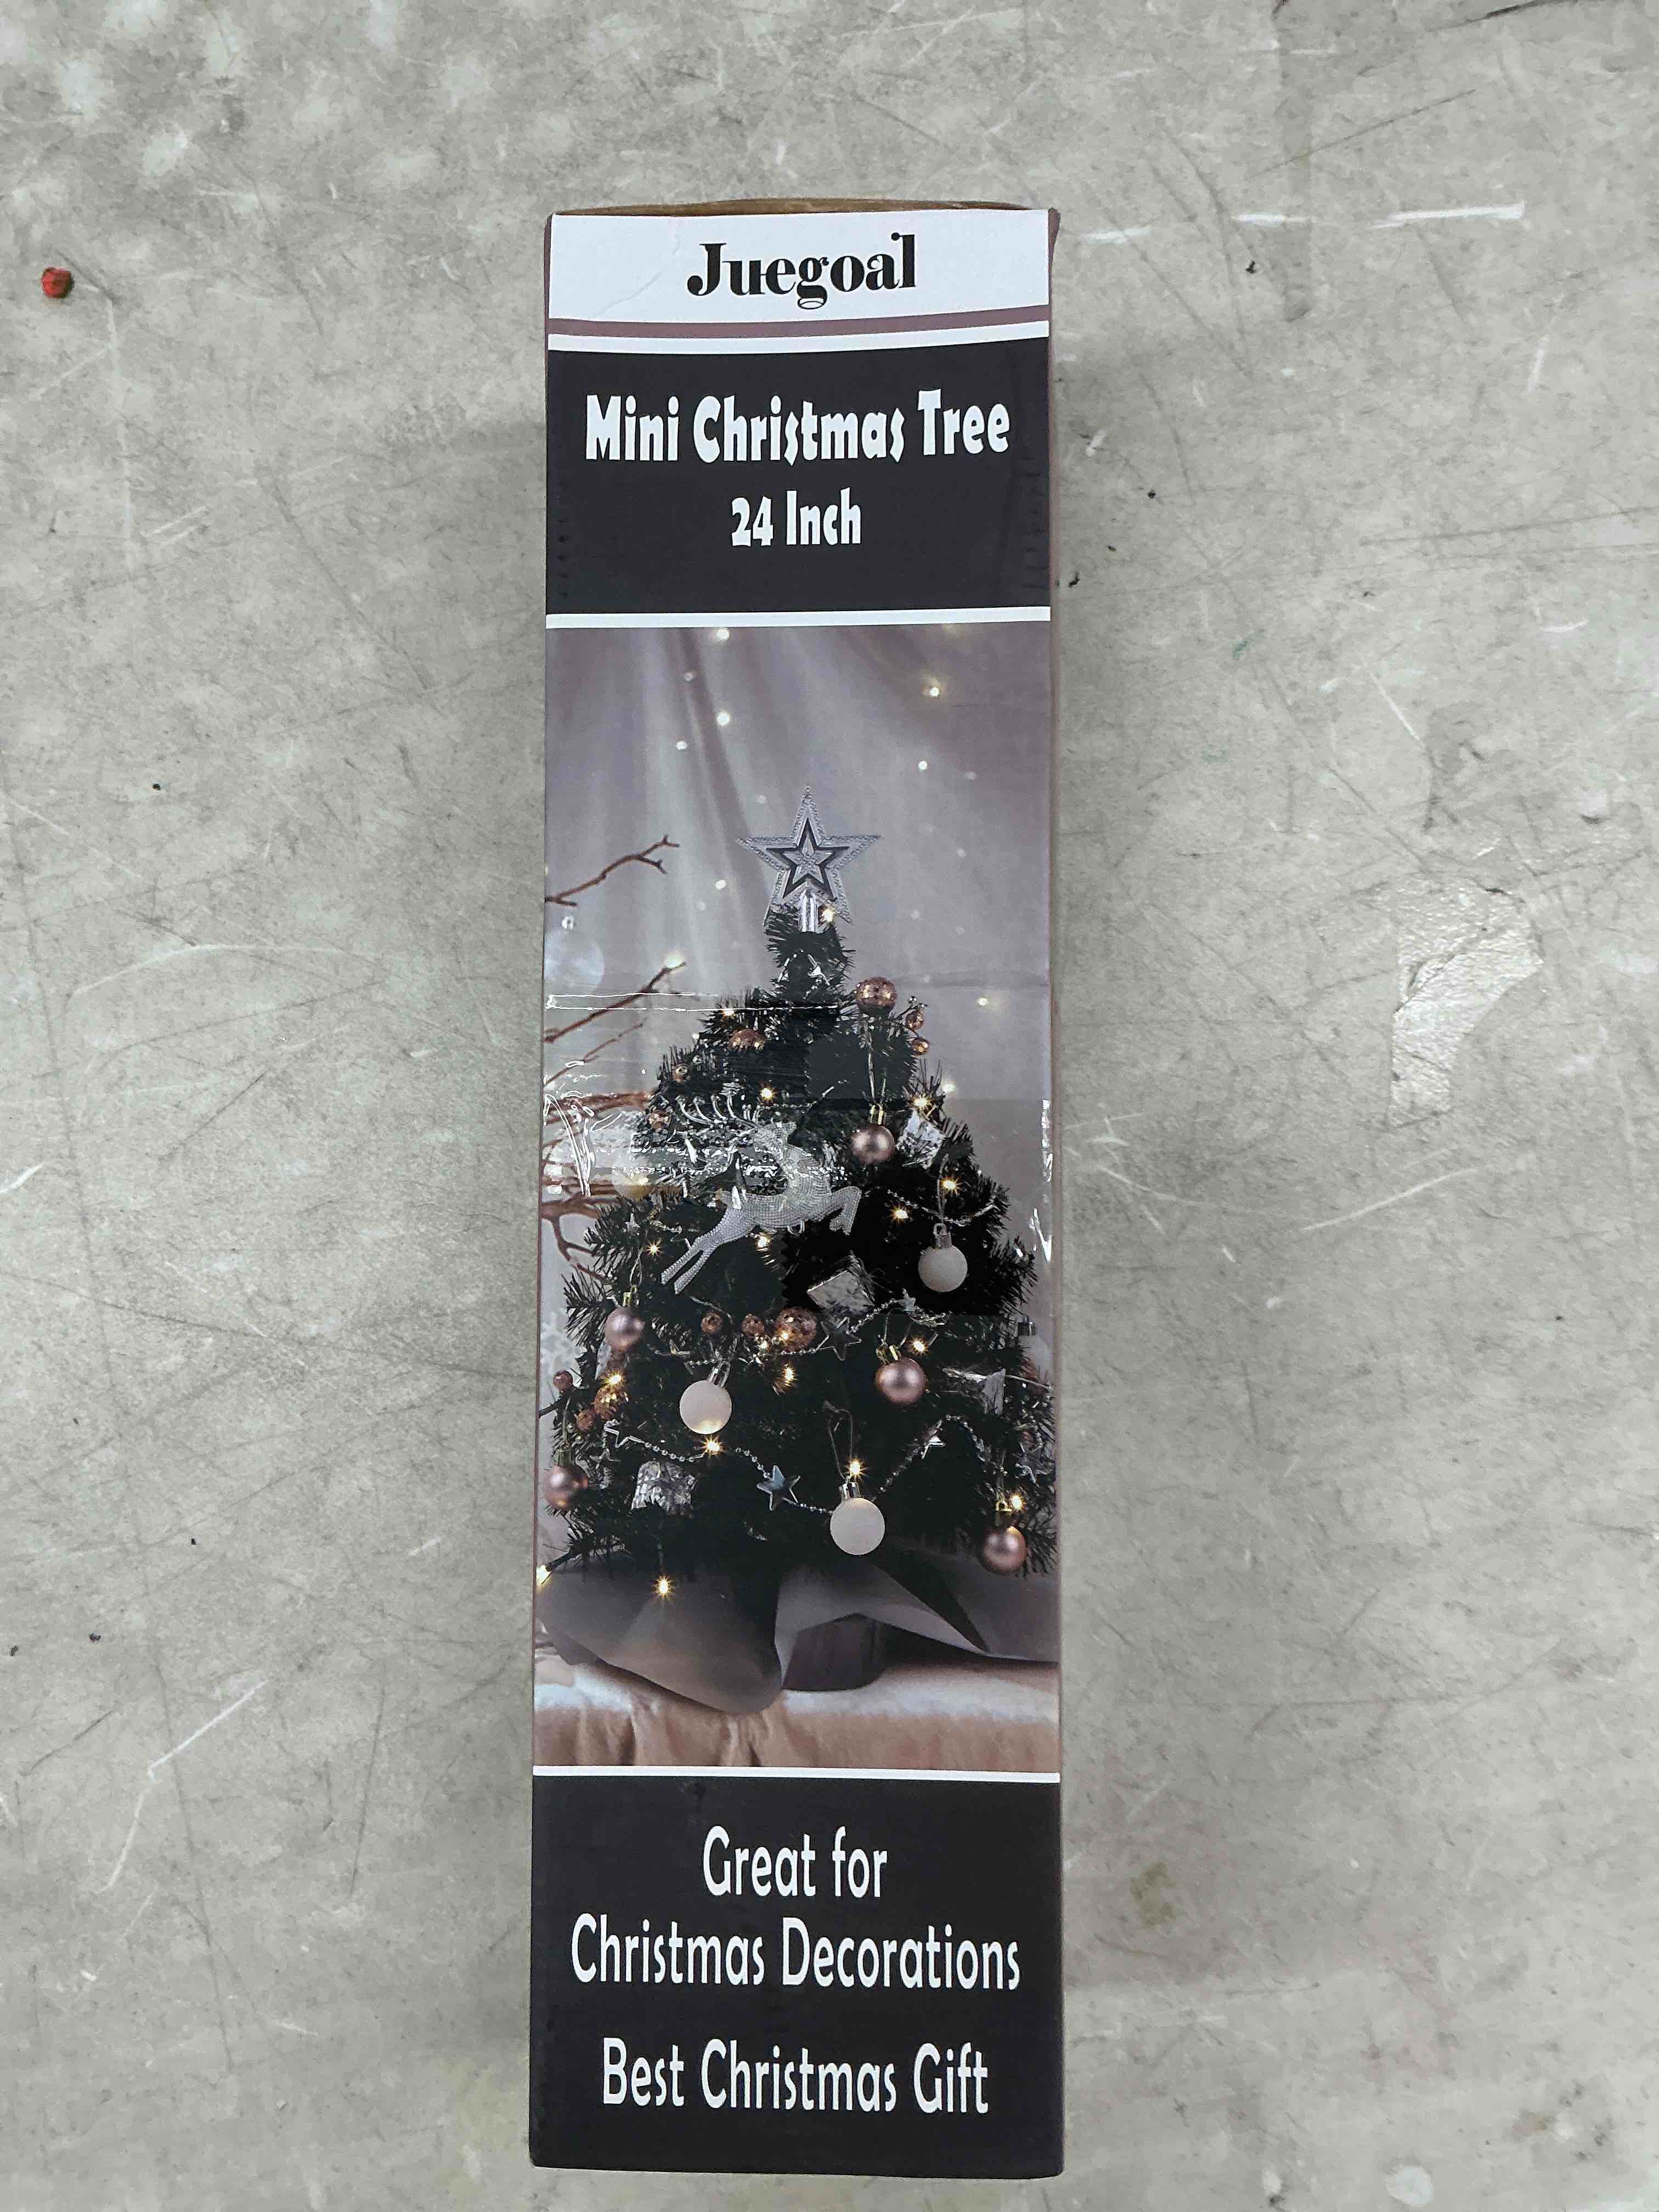 Juegoal
Mini Christmas Tree
24 Inch
Great for
Christmas Decorations
Best Christmas Gift